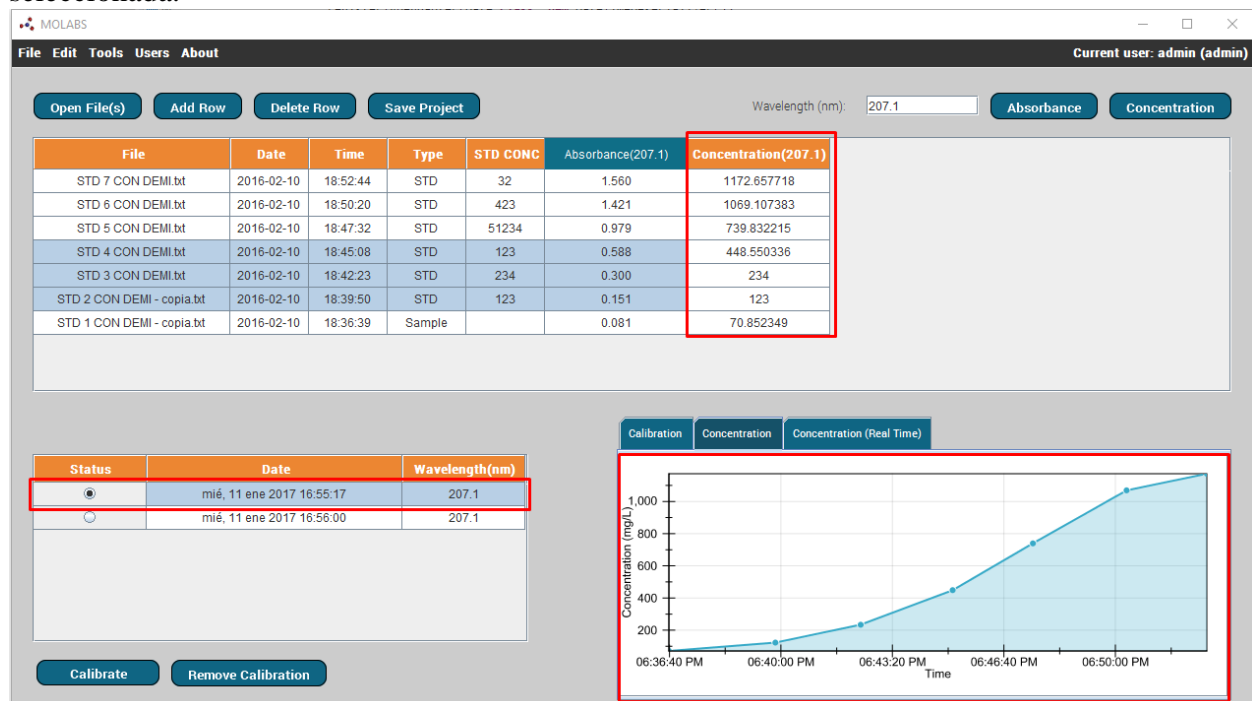 seleccionada.
MOLABS
File Edit Tools Users About Current user: admin (admin)
Open File(s) Add Row Delete Row Save Project Wavelength (nm): 207.1 Absorbance Concentration
File Date Time Type STD CONC Absorbance(207.1) Concentration(207.1)
STD 7 CON DEMI.txt 2016-02-10 18:52:44 STD 32 1.560 1172.657718
STD 6 CON DEMI.txt 2016-02-10 18:50:20 STD 423 1.421 1069.107383
STD 5 CON DEMI.txt 2016-02-10 18:47:32 STD 51234 0.979 739.832215
STD 4 CON DEMI.txt 2016-02-10 18:45:08 STD 123 0.588 448.550336
STD 3 CON DEMI.txt 2016-02-10 18:42:23 STD 234 0.300 234
STD 2 CON DEMI - copia.txt 2016-02-10 18:39:50 STD 123 0.151 123
STD 1 CON DEMI - copia.txt 2016-02-10 18:36:39 Sample 0.081 70.852349
Status Date Wavelength(nm)
mié, 11 ene 2017 16:55:17 207.1
mié, 11 ene 2017 16:56:00 207.1
Calibrate Remove Calibration
Calibration Concentration Concentration (Real Time)
Concentration (mg/L)
1,000
800
600
400
200
06:36:40 PM 06:40:00 PM 06:43:20 PM 06:46:40 PM 06:50:00 PM
Time